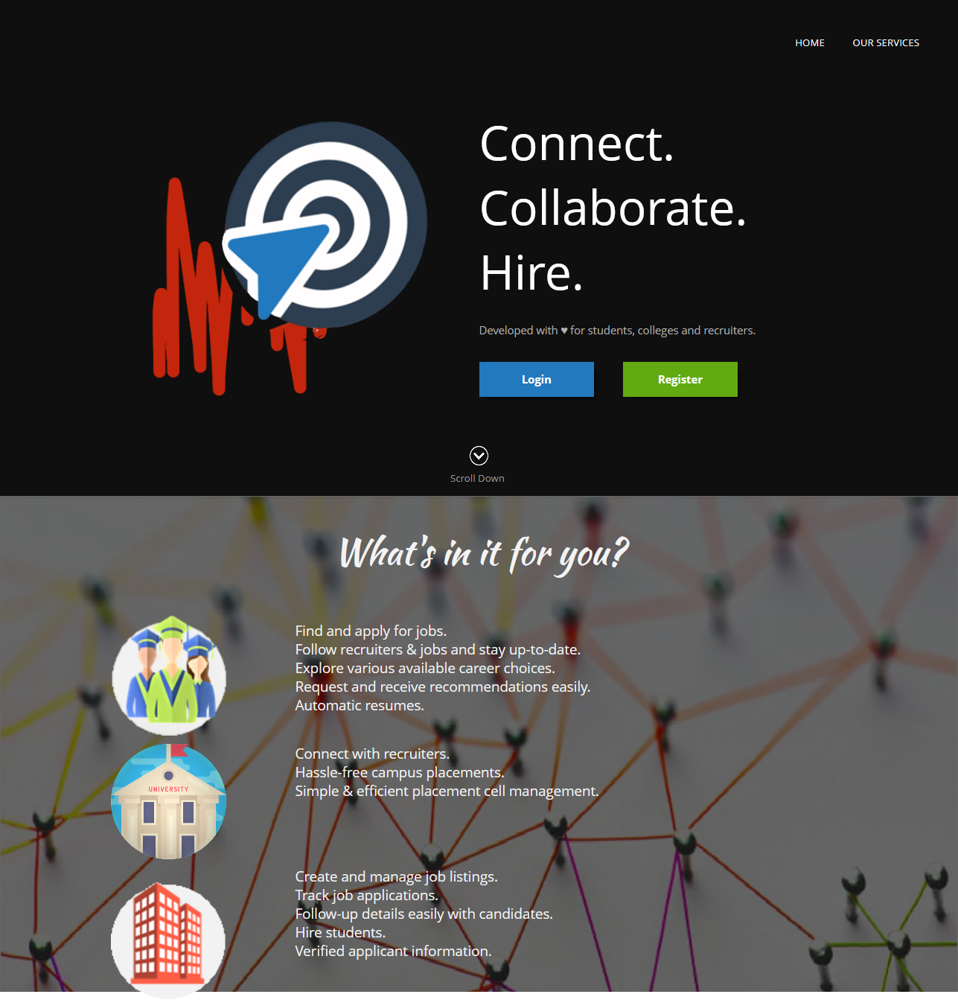 HOME OUR SERVICES
Connect.
Collaborate.
Hire.
Developed with ♥ for students, colleges and recruiters.
Login Register
Scroll Down
What's in it for you?
Find and apply for jobs.
Follow recruiters & jobs and stay up-to-date.
Explore various available career choices.
Request and receive recommendations easily.
Automatic resumes.
UNIVERSITY
Connect with recruiters.
Hassle-free campus placements.
Simple & efficient placement cell management.
Create and manage job listings.
Track job applications.
Follow-up details easily with candidates.
Hire students.
Verified applicant information.